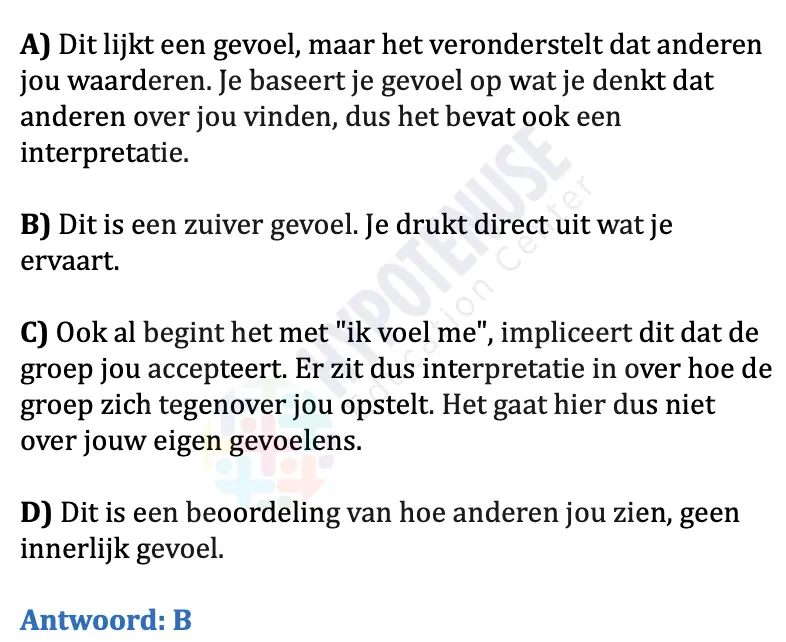 A) Dit lijkt een gevoel, maar het veronderstelt dat anderen
jou waarderen. Je baseert je gevoel op wat je denkt dat
anderen over jou vinden, dus het bevat ook een
interpretatie.
B) Dit is een zuiver gevoel. Je drukt direct uit wat je
ervaart.
C) Ook al begint het met "ik voel me", impliceert dit dat de
groep jou accepteert. Er zit dus interpretatie in over hoe de
groep zich tegenover jou opstelt. Het gaat hier dus niet
over jouw eigen gevoelens.
D) Dit is een beoordeling van hoe anderen jou zien, geen
innerlijk gevoel.
Antwoord: B
HYPOTENUSE
Education Center